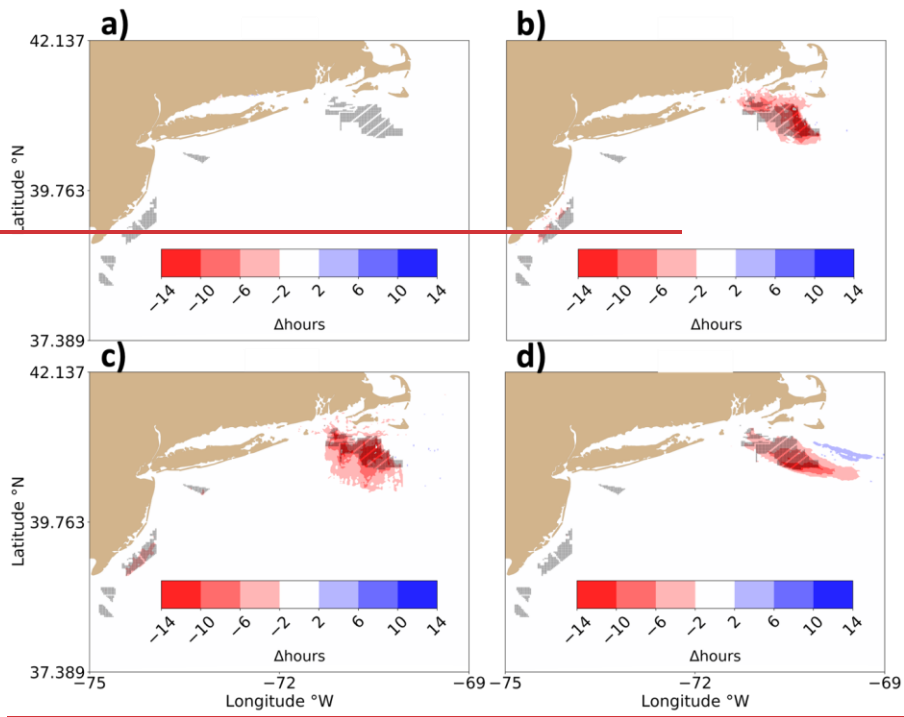 a)
b)
42.137
Latitude °N
39.763
37.389
−14 −10 −6 −2 2 6 10 14
Δhours
−14 −10 −6 −2 2 6 10 14
Δhours
c)
d)
42.137
Latitude °N
39.763
37.389
−14 −10 −6 −2 2 6 10 14
Δhours
−14 −10 −6 −2 2 6 10 14
Δhours
−75 −72 −69
Longitude °W
−75 −72 −69
Longitude °W